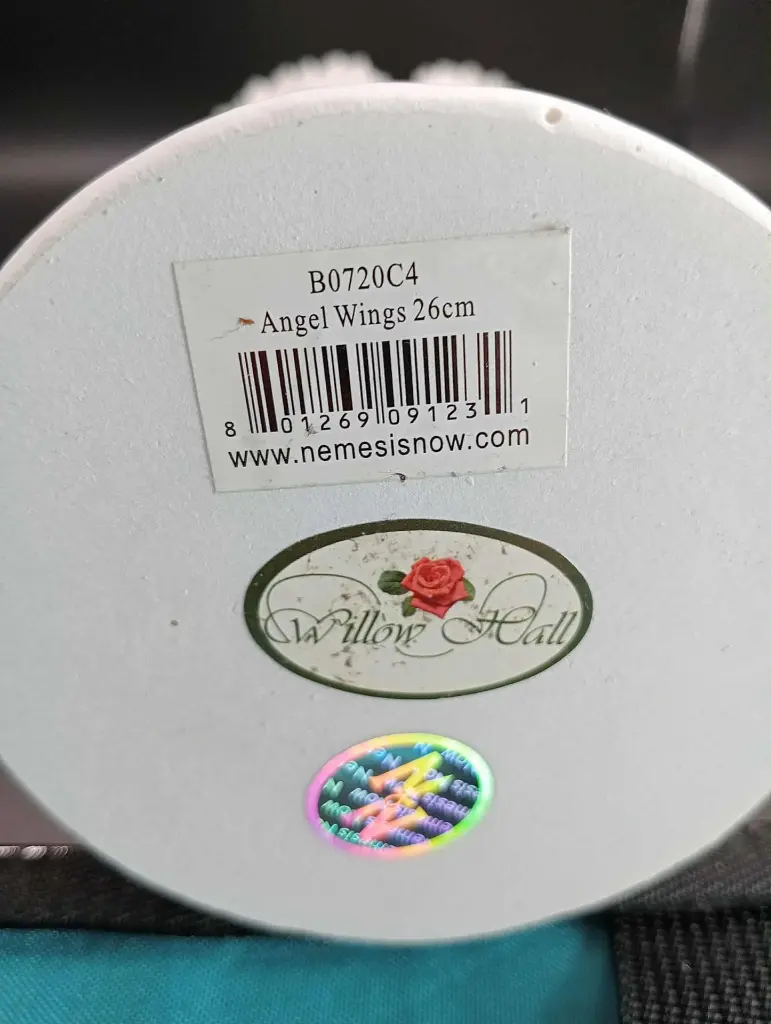 B0720C4
Angel Wings 26cm
8 01269 09123 1
www.nemesisnow.com
Willow Hall